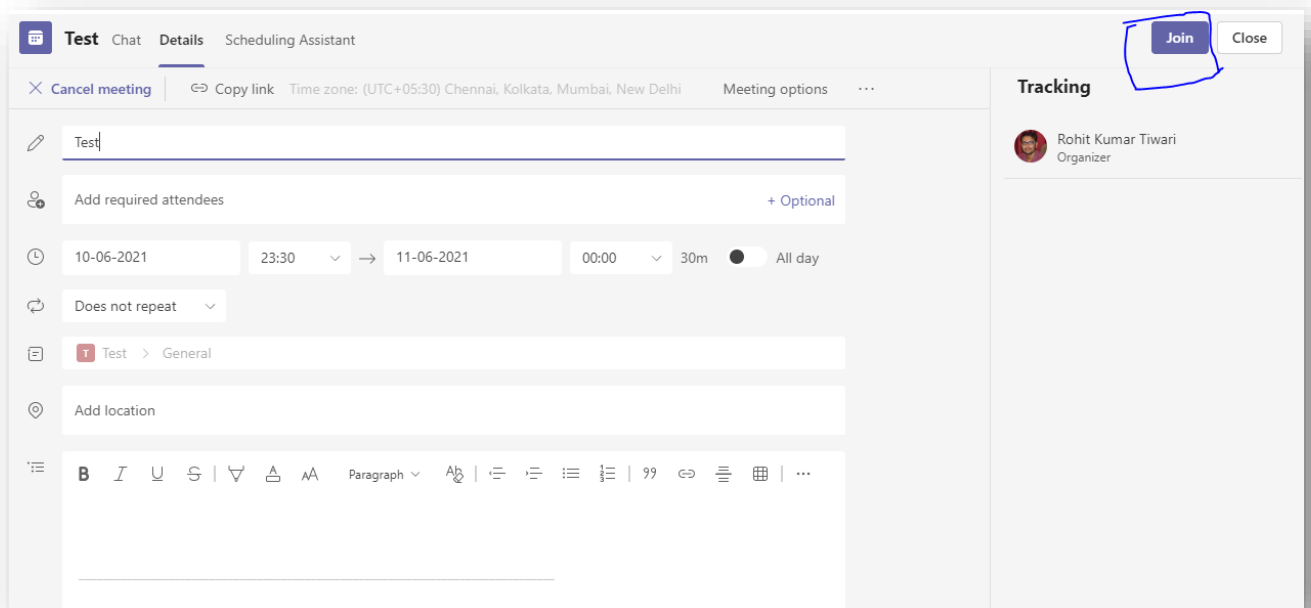 Test Chat Details Scheduling Assistant Join Close
Cancel meeting Copy link Time zone: (UTC+05:30) Chennai, Kolkata, Mumbai, New Delhi Meeting options ...
Tracking
Test
Rohit Kumar Tiwari
Organizer
Add required attendees + Optional
10-06-2021 23:30 → 11-06-2021 00:00 30m All day
Does not repeat
T Test > General
Add location
B I U S A AA Paragraph Ab 99 ...